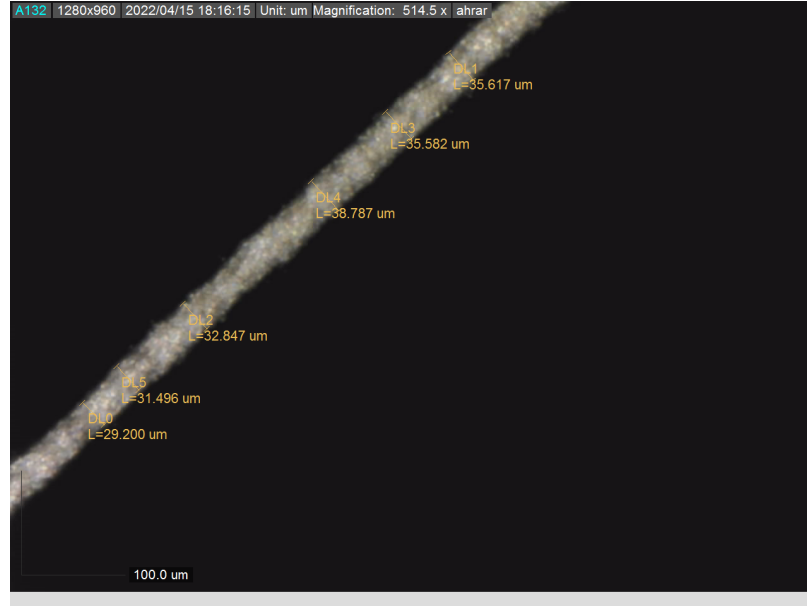 A132 1280x960 2022/04/15 18:16:15 Unit: um Magnification: 514.5 x ahrar
DL1
L=35.617 um
DL3
L=35.582 um
DL4
L=38.787 um
DL2
L=32.847 um
DL5
L=31.496 um
DL0
L=29.200 um
100.0 um